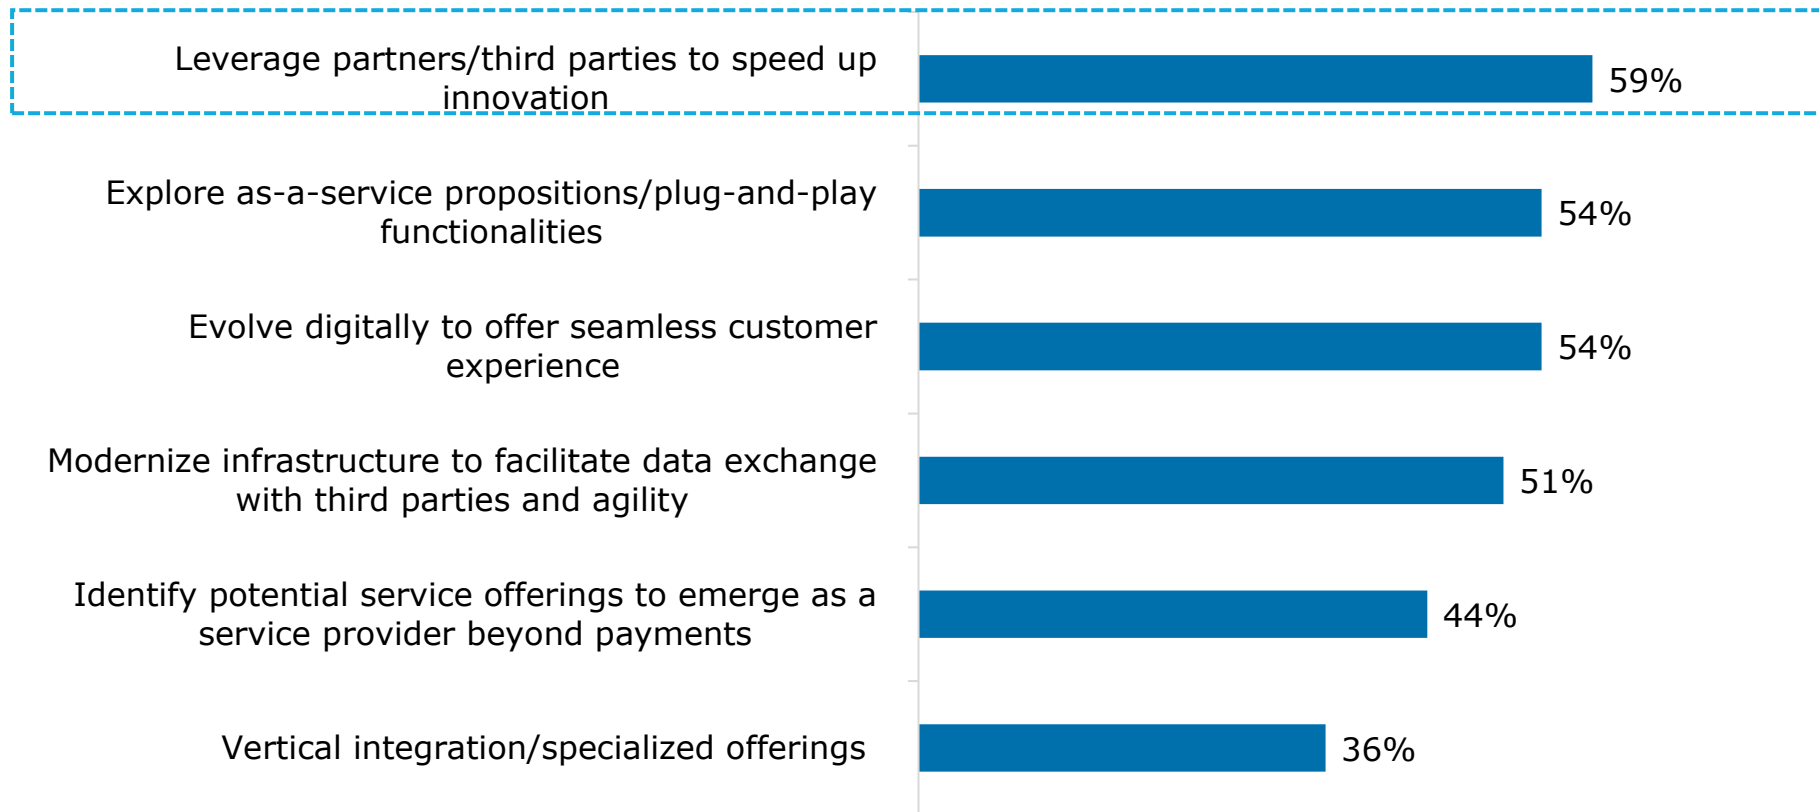 Leverage partners/third parties to speed up
innovation
59%
Explore as-a-service propositions/plug-and-play
functionalities
54%
Evolve digitally to offer seamless customer
experience
54%
Modernize infrastructure to facilitate data exchange
with third parties and agility
51%
Identify potential service offerings to emerge as a
service provider beyond payments
44%
Vertical integration/specialized offerings
36%